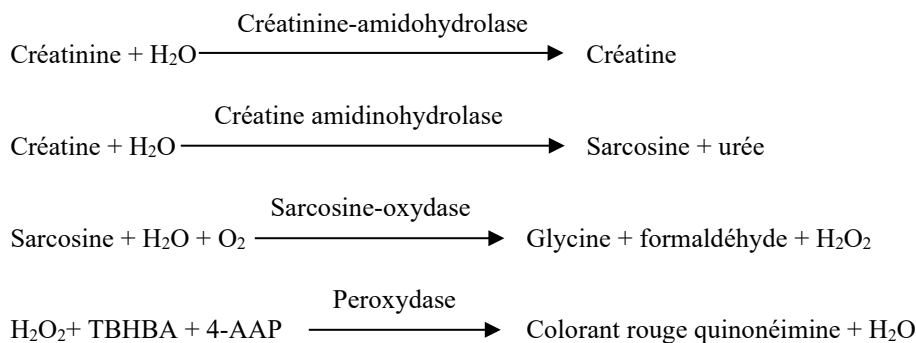 Créatinine-amidohydrolase
Créatinine + H₂O Créatine
Créatine amidinohydrolase
Créatine + H₂O Sarcosine + urée
Sarcosine-oxydase
Sarcosine + H₂O + O₂ Glycine + formaldéhyde + H₂O₂
Peroxydase
H₂O₂+ TBHBA + 4-AAP Colorant rouge quinonéimine + H₂O